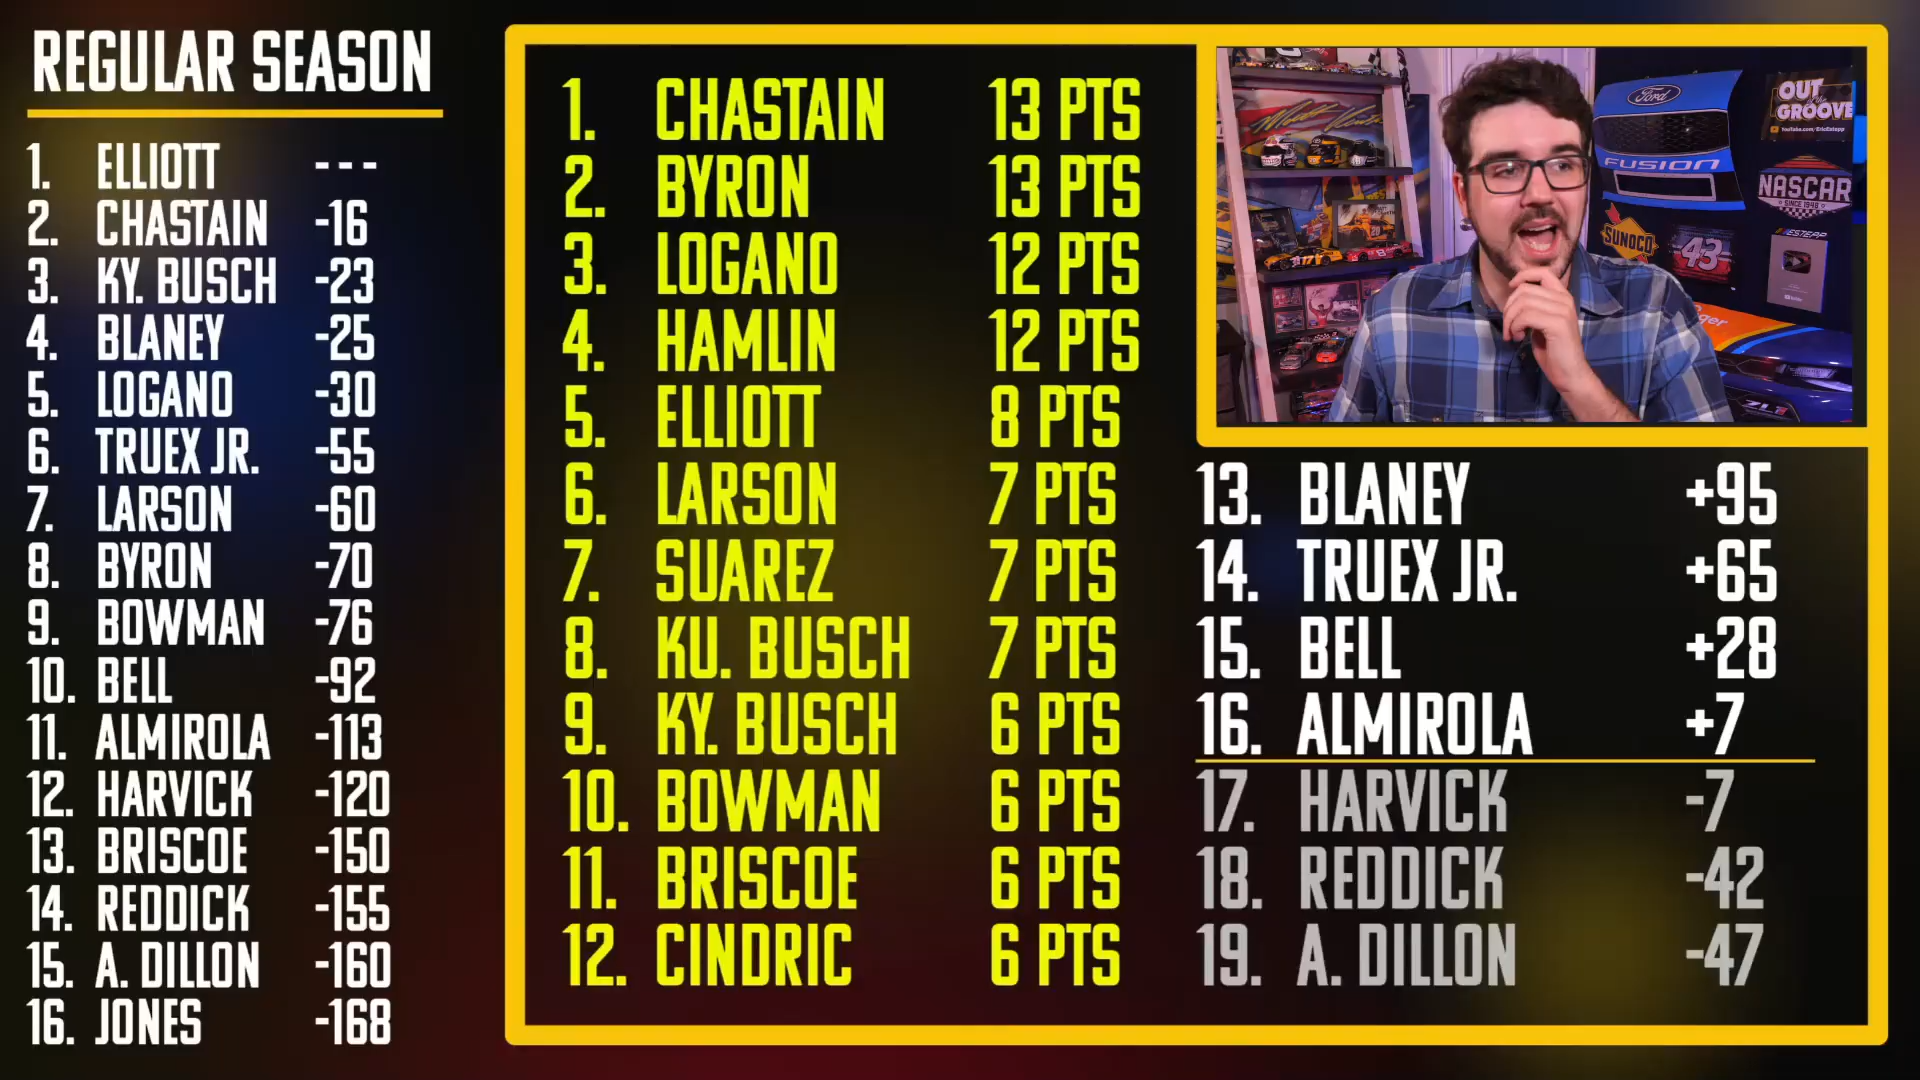 REGULAR SEASON
1. ELLIOTT ---
2. CHASTAIN -16
3. KY. BUSCH -23
4. BLANEY -25
5. LOGANO -30
6. TRUEX JR. -55
7. LARSON -60
8. BYRON -70
9. BOWMAN -76
10. BELL -92
11. ALMIROLA -113
12. HARVICK -120
13. BRISCOE -150
14. REDDICK -155
15. A. DILLON -160
16. JONES -168
1. CHASTAIN 13 PTS
2. BYRON 13 PTS
3. LOGANO 12 PTS
4. HAMLIN 12 PTS
5. ELLIOTT 8 PTS
6. LARSON 7 PTS
7. SUAREZ 7 PTS
8. KU. BUSCH 7 PTS
9. KY. BUSCH 6 PTS
10. BOWMAN 6 PTS
11. BRISCOE 6 PTS
12. CINDRIC 6 PTS
Ford
FUSION
OUT
GROOVE
NASCAR
SINCE 1948
SUNOCO
43
ESTEPP
ZL1
13. BLANEY +95
14. TRUEX JR. +65
15. BELL +28
16. ALMIROLA +7
17. HARVICK -7
18. REDDICK -42
19. A. DILLON -47